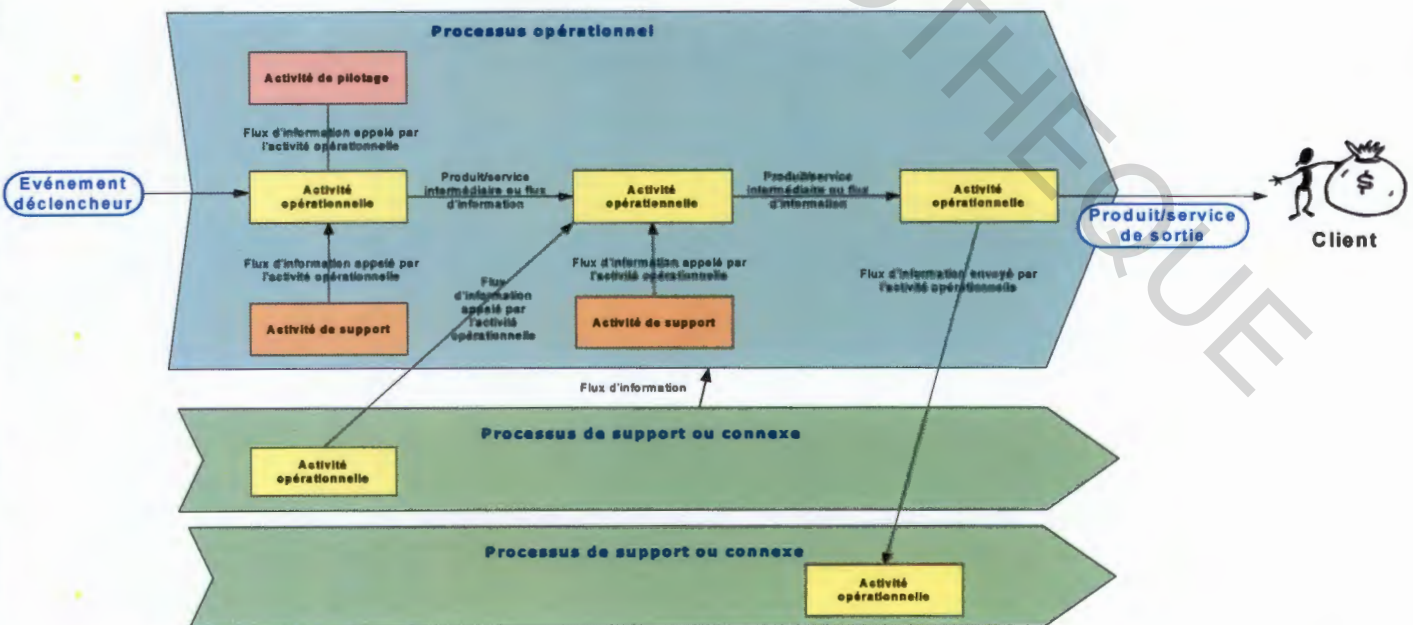 Processus opérationnel
Activité de pilotage
Flux d'information appelé par
l'activité opérationnelle
Evénement
déclencheur
Activité
opérationnelle
Produit/service
intermédiaire ou flux
d'information
Activité
opérationnelle
Produit/service
intermédiaire ou flux
d'information
Activité
opérationnelle
Produit/service
de sortie
$
Client
Flux d'information appelé par
l'activité opérationnelle
Flux
d'information
appelé par
l'activité
opérationnelle
Flux d'information appelé par
l'activité opérationnelle
Flux d'information envoyé par
l'activité opérationnelle
Activité de support
Activité de support
Flux d'information
Processus de support ou connexe
Activité
opérationnelle
Processus de support ou connexe
Activité
opérationnelle
OTHEQUE